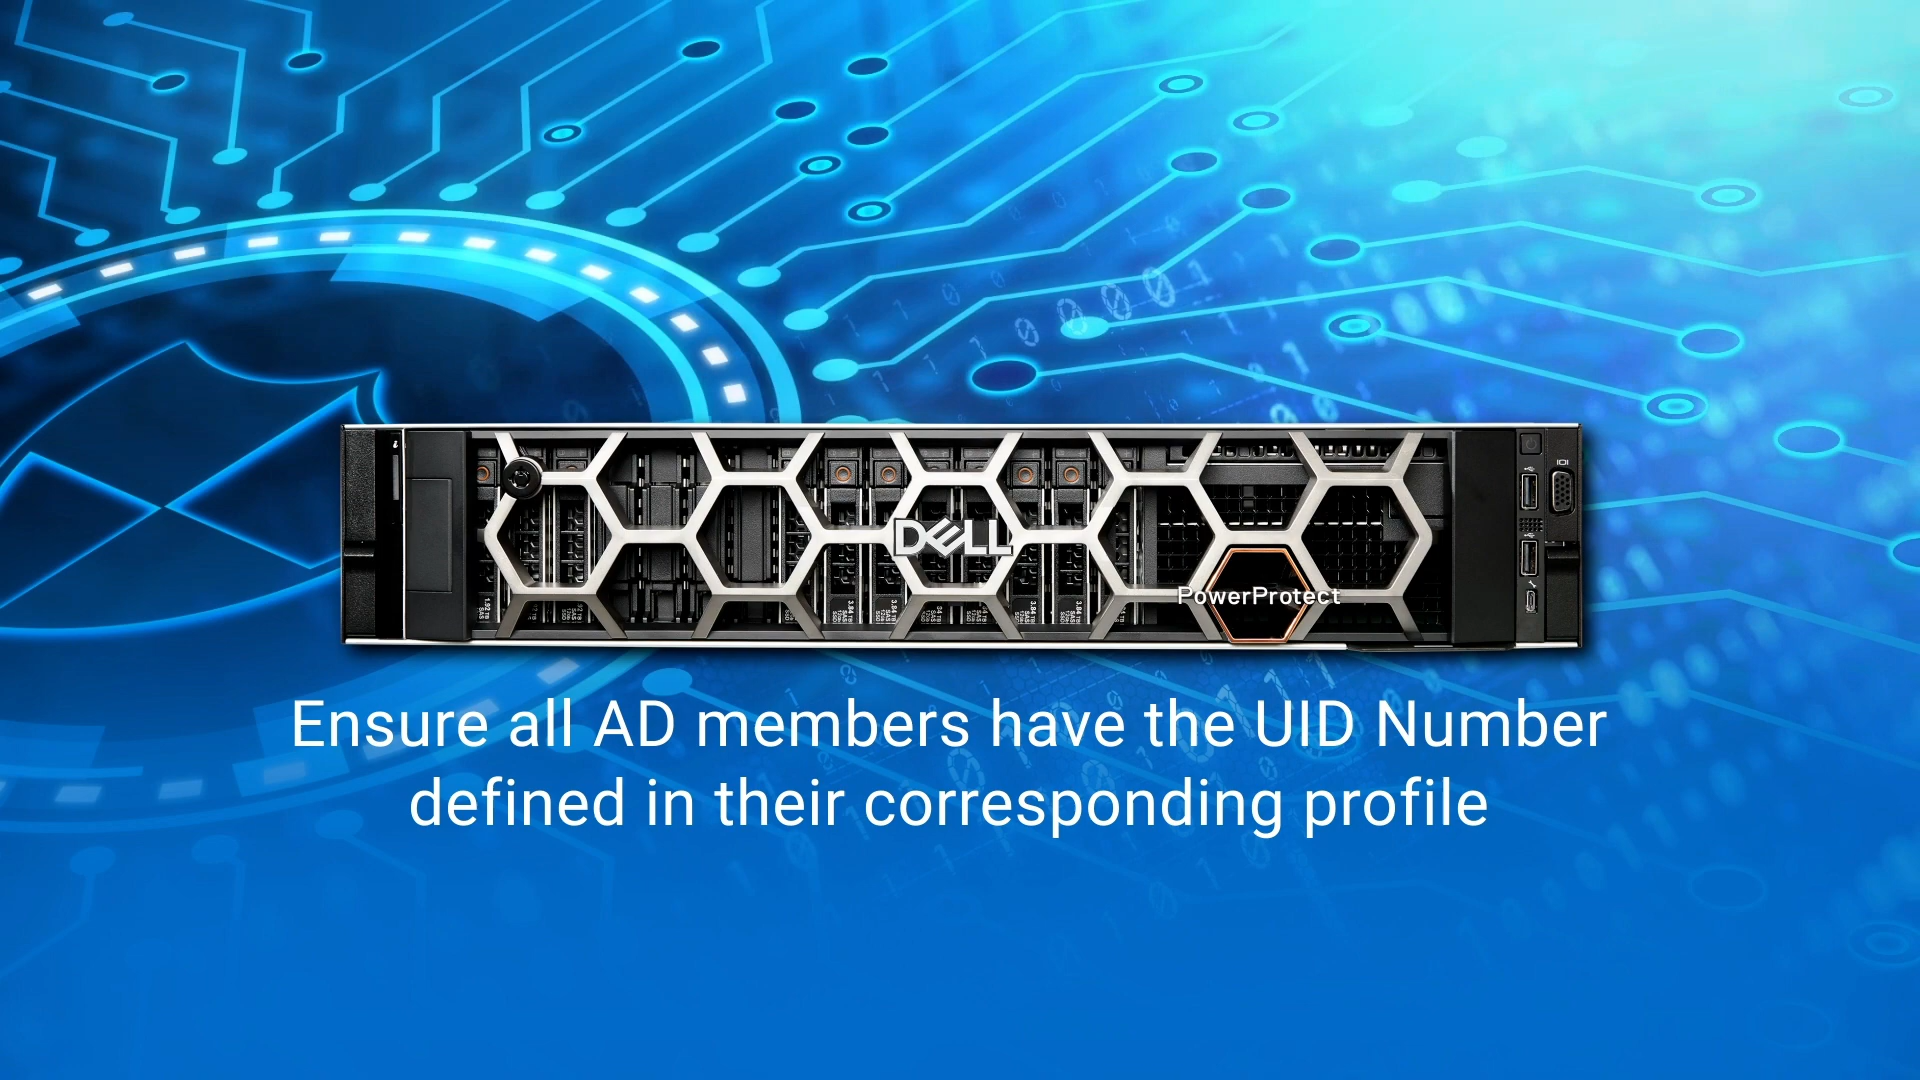 DELL
PowerProtect
Ensure all AD members have the UID Number
defined in their corresponding profile